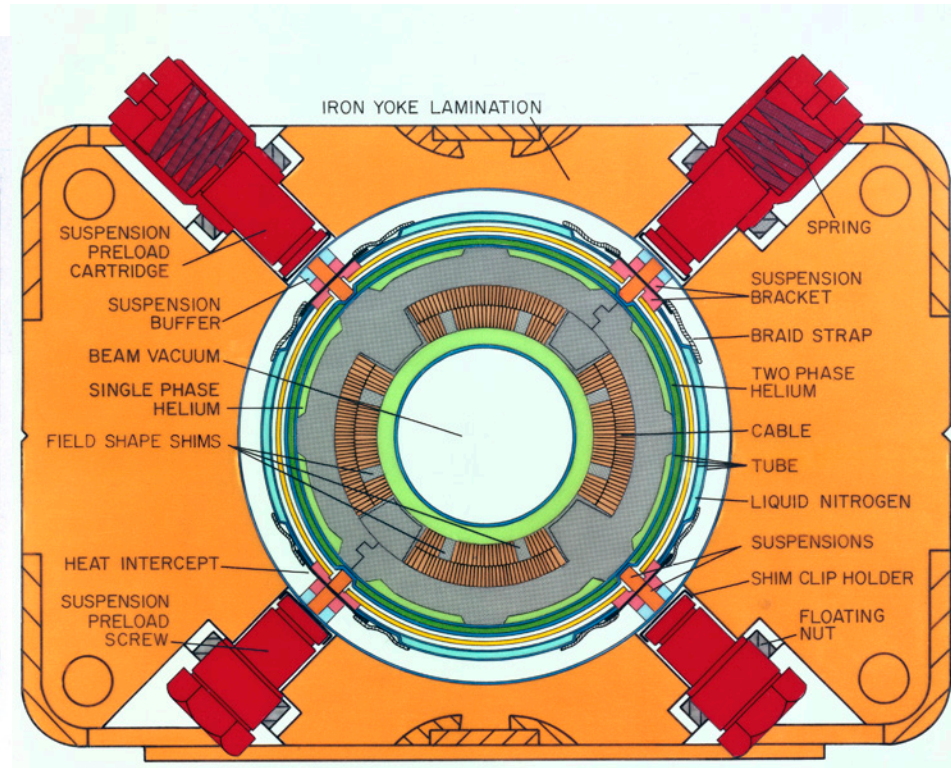 IRON YOKE LAMINATION
SUSPENSION
PRELOAD
CARTRIDGE
SUSPENSION
BUFFER
BEAM VACUUM
SINGLE PHASE
HELIUM
FIELD SHAPE SHIMS
HEAT INTERCEPT
SUSPENSION
PRELOAD
SCREW
SPRING
SUSPENSION
BRACKET
BRAID STRAP
TWO PHASE
HELIUM
CABLE
TUBE
LIQUID NITROGEN
SUSPENSIONS
SHIM CLIP HOLDER
FLOATING
NUT